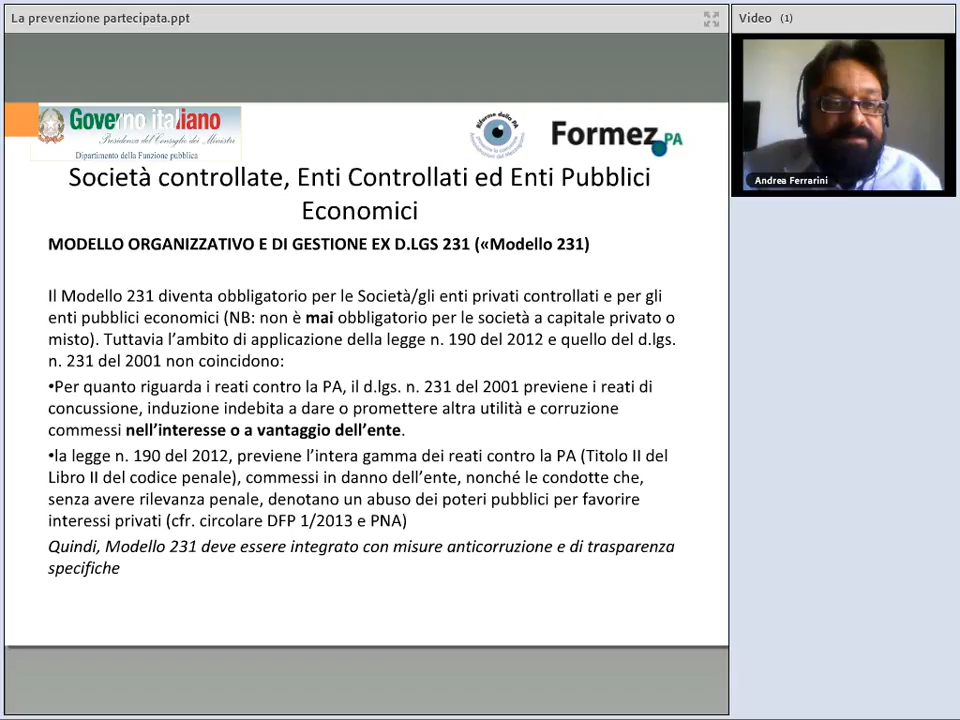 La prevenzione partecipata.ppt
Video (1)
Governo italiano
Presidenza del Consiglio dei Ministri
Dipartimento della Funzione pubblica
Riforme della PA
Formez PA
Andrea Ferrarini
Società controllate, Enti Controllati ed Enti Pubblici
Economici
MODELLO ORGANIZZATIVO E DI GESTIONE EX D.LGS 231 («Modello 231)
Il Modello 231 diventa obbligatorio per le Società/gli enti privati controllati e per gli
enti pubblici economici (NB: non è mai obbligatorio per le società a capitale privato o
misto). Tuttavia l’ambito di applicazione della legge n. 190 del 2012 e quello del d.lgs.
n. 231 del 2001 non coincidono:
•Per quanto riguarda i reati contro la PA, il d.lgs. n. 231 del 2001 previene i reati di
concussione, induzione indebita a dare o promettere altra utilità e corruzione
commessi nell’interesse o a vantaggio dell’ente.
•la legge n. 190 del 2012, previene l’intera gamma dei reati contro la PA (Titolo II del
Libro II del codice penale), commessi in danno dell’ente, nonché le condotte che,
senza avere rilevanza penale, denotano un abuso dei poteri pubblici per favorire
interessi privati (cfr. circolare DFP 1/2013 e PNA)
Quindi, Modello 231 deve essere integrato con misure anticorruzione e di trasparenza
specifiche